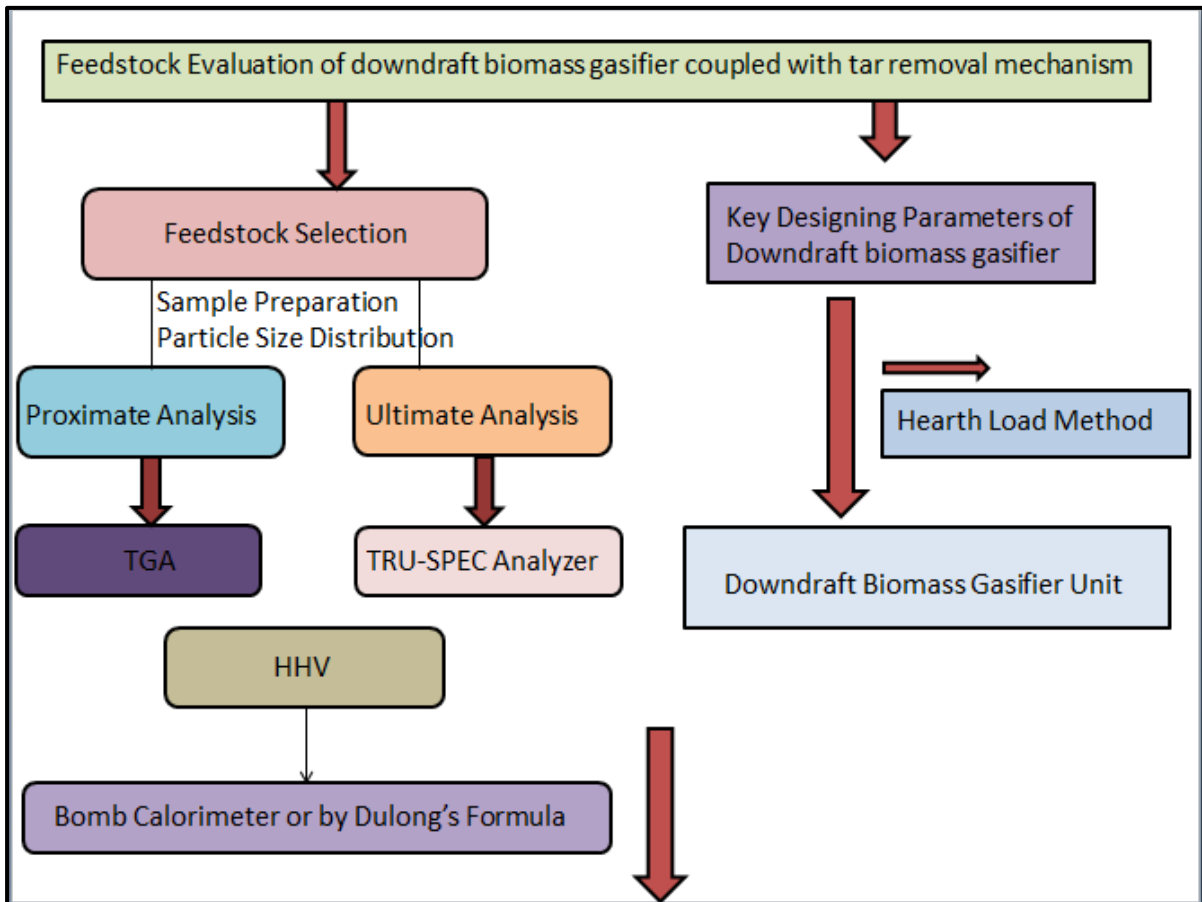 Feedstock Evaluation of downdraft biomass gasifier coupled with tar removal mechanism
Feedstock Selection
Key Designing Parameters of
Downdraft biomass gasifier
Sample Preparation
Particle Size Distribution
Proximate Analysis
Ultimate Analysis
Hearth Load Method
TGA
TRU-SPEC Analyzer
Downdraft Biomass Gasifier Unit
HHV
Bomb Calorimeter or by Dulong’s Formula